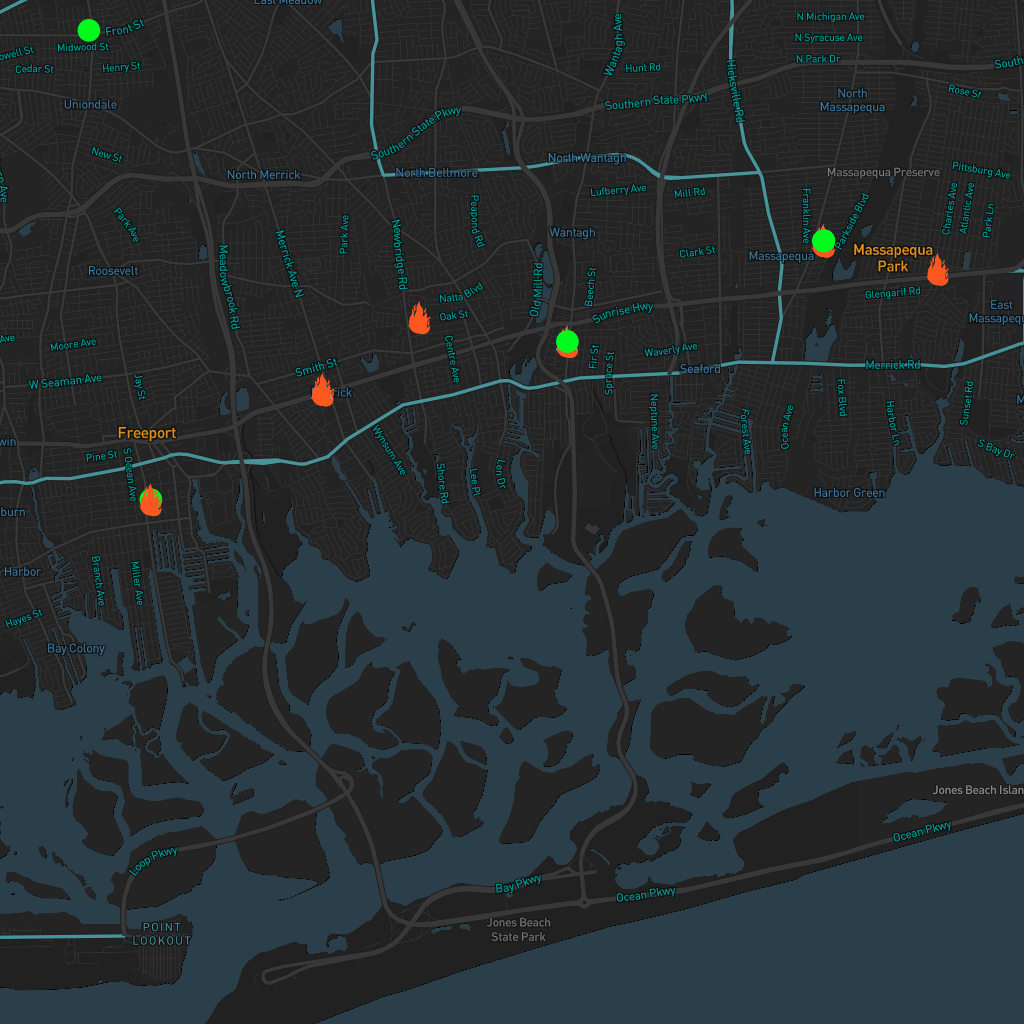 East Meadow
N Michigan Ave
Front St
N Syracuse Ave
Wantagh Ave
Midwood St
Cedar St
Henry St
Hunt Rd
N Park Dr
Hicksville Rd
Rose St
North
Massapequa
Uniondale
Southern State Pkwy
Southern State Pkwy
New St
North Wantagh
North Merrick
North Bellmore
Massapequa Preserve
Pittsburg Ave
Lufberry Ave
Mill Rd
Park Ave
Park Ave
Peapond Rd
Newbridge Rd
Franklin Ave
Parkside Blvd
Charles Ave
Atlantic Ave
Park Ln
Wantagh
Clark St
Massapequa
Massapequa
Park
Roosevelt
Meadowbrook Rd
Merrick Ave N
Old Mill Rd
Beech St
Natta Blvd
Oak St
Sunrise Hwy
Glengarif Rd
East
Massapequ
Moore Ave
Centre Ave
Fir St
Spruce St
Waverly Ave
Smith St
Seaford
Merrick Rd
W Seaman Ave
Jay St
rick
Fox Blvd
Harbor Ln
Sunset Rd
Neptune Ave
Forest Ave
Ocean Ave
Freeport
win
Wynsum Ave
S Bay Dr
Pine St
S Ocean Ave
Shore Rd
Lee Pl
Len Dr
Harbor Green
burn
Harbor
Branch Ave
Miller Ave
Hayes St
Bay Colony
Jones Beach Islan
Ocean Pkwy
Loop Pkwy
Bay Pkwy
Ocean Pkwy
Jones Beach
State Park
POINT
LOOKOUT